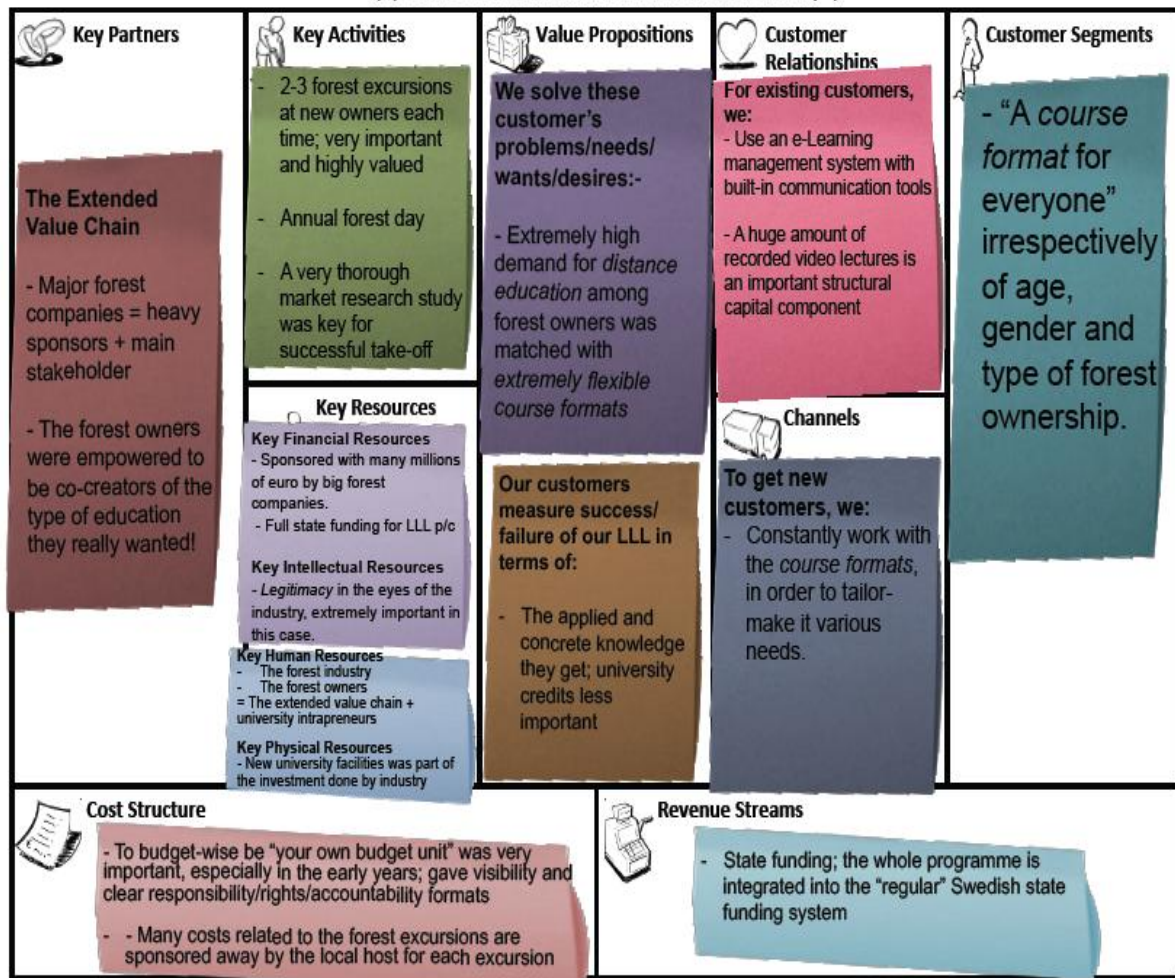 Key Partners
The Extended
Value Chain
- Major forest
companies = heavy
sponsors + main
stakeholder
- The forest owners
were empowered to
be co-creators of the
type of education
they really wanted!
Key Activities
- 2-3 forest excursions
at new owners each
time; very important
and highly valued
- Annual forest day
- A very thorough
market research study
was key for
successful take-off
Key Resources
Key Financial Resources
- Sponsored with many millions
of euro by big forest
companies.
- Full state funding for LLL p/c
Key Intellectual Resources
- Legitimacy in the eyes of the
industry, extremely important in
this case.
Key Human Resources
- The forest industry
- The forest owners
= The extended value chain +
university intrapreneurs
Key Physical Resources
- New university facilities was part of
the investment done by industry
Value Propositions
We solve these
customer's
problems/needs/
wants/desires:-
- Extremely high
demand for distance
education among
forest owners was
matched with
extremely flexible
course formats
Our customers
measure success/
failure of our LLL in
terms of:
- The applied and
concrete knowledge
they get; university
credits less
important
Customer
Relationships
For existing customers,
we:
- Use an e-Learning
management system with
built-in communication tools
- A huge amount of
recorded video lectures is
an important structural
capital component
Channels
To get new
customers, we:
- Constantly work with
the course formats,
in order to tailor-
make it various
needs.
Customer Segments
- “A course
format for
everyone”
irrespectively
of age,
gender and
type of forest
ownership.
Cost Structure
- To budget-wise be “your own budget unit” was very
important, especially in the early years; gave visibility and
clear responsibility/rights/accountability formats
- - Many costs related to the forest excursions are
sponsored away by the local host for each excursion
Revenue Streams
- State funding; the whole programme is
integrated into the “regular” Swedish state
funding system